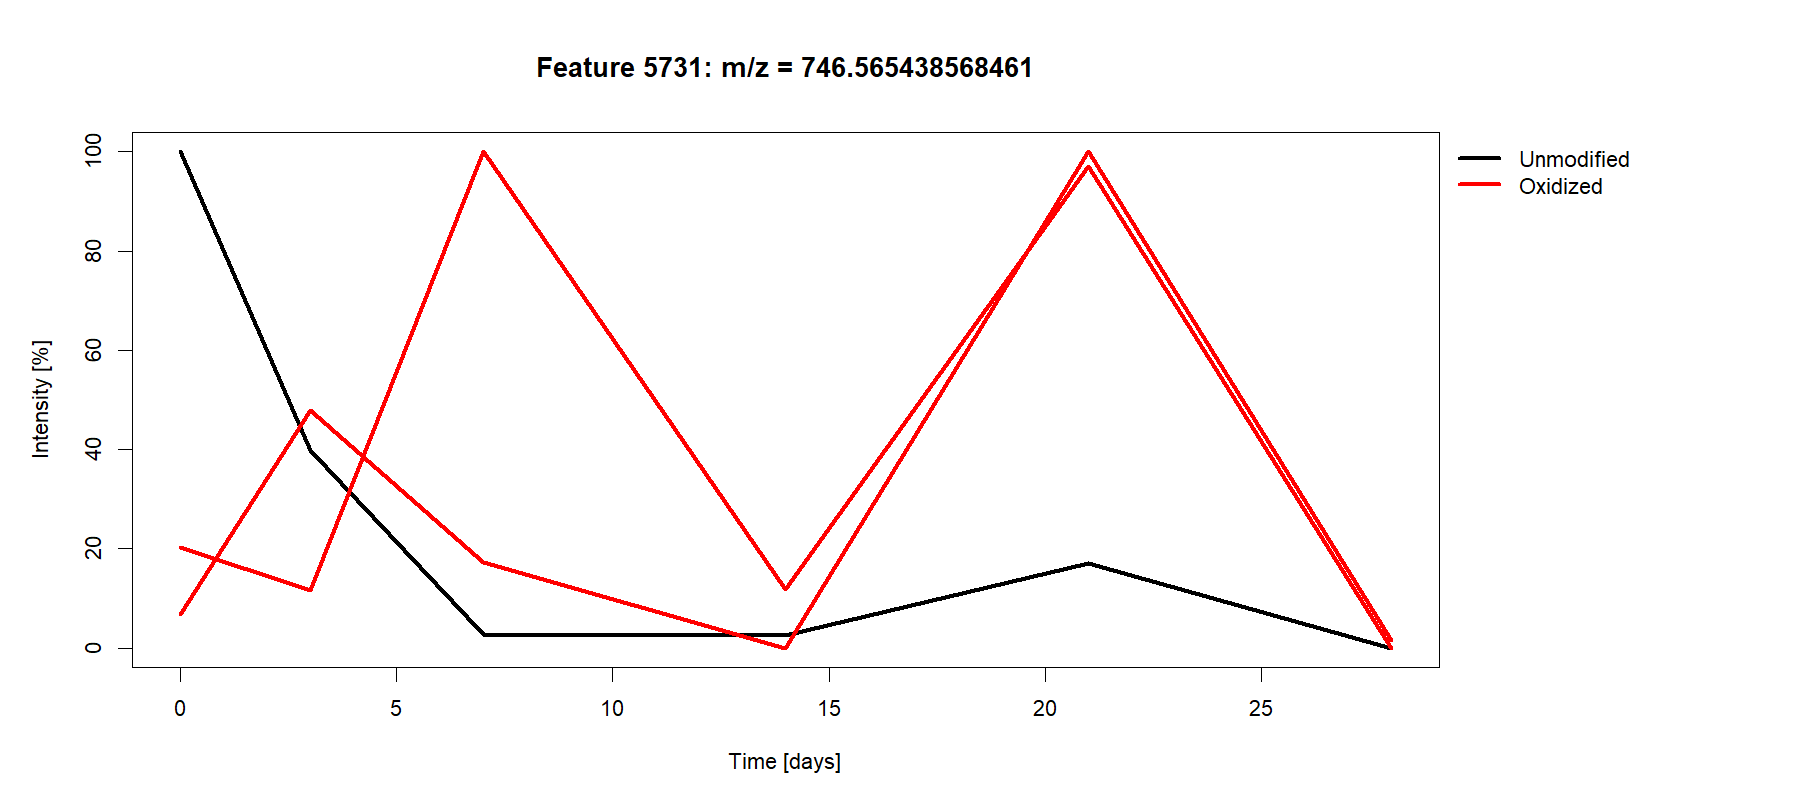 Feature 5731: m/z = 746.565438568461
Unmodified
Oxidized
Intensity [%]
100
80
60
40
20
0
0 5 10 15 20 25
Time [days]